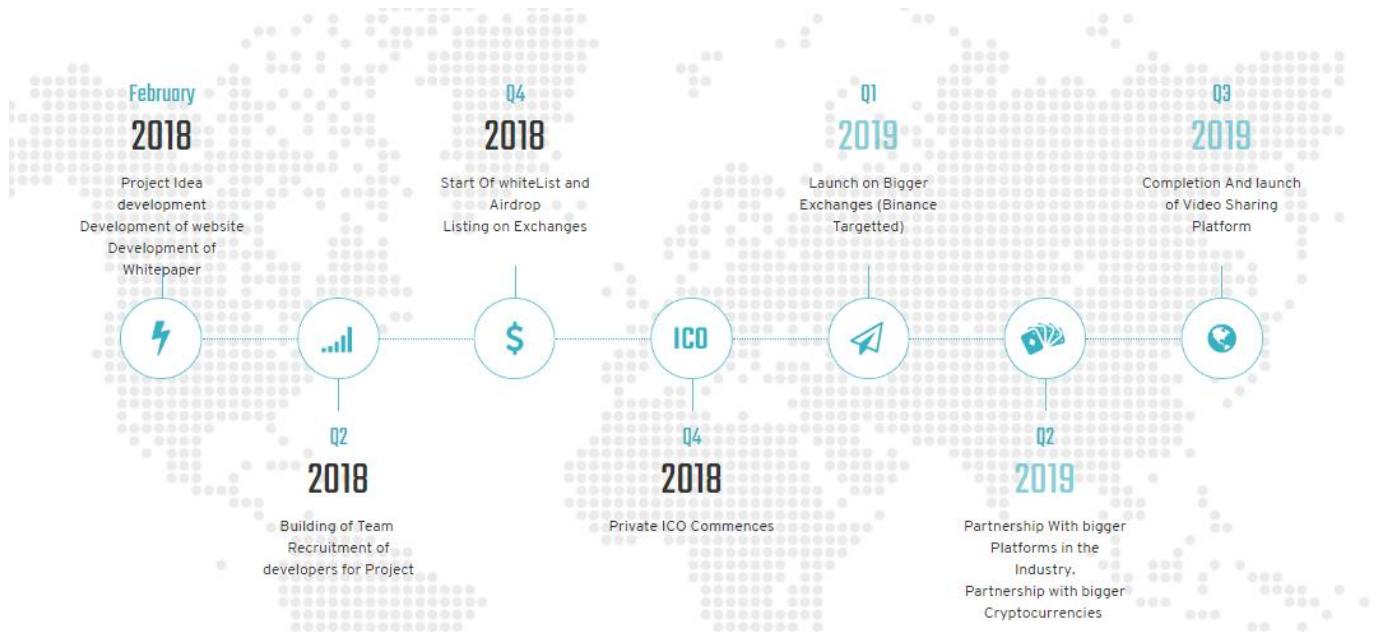 February
2018
Project Idea
development
Development of website
Development of
Whitepaper
Q2
2018
Building of Team
Recruitment of
developers for Project
Q4
2018
Start Of whiteList and
Airdrop
Listing on Exchanges
$
ICO
Q4
2018
Private ICO Commences
Q1
2019
Launch on Bigger
Exchanges (Binance
Targetted)
Q2
2019
Partnership With bigger
Platforms in the
Industry.
Partnership with bigger
Cryptocurrencies
Q3
2019
Completion And launch
of Video Sharing
Platform